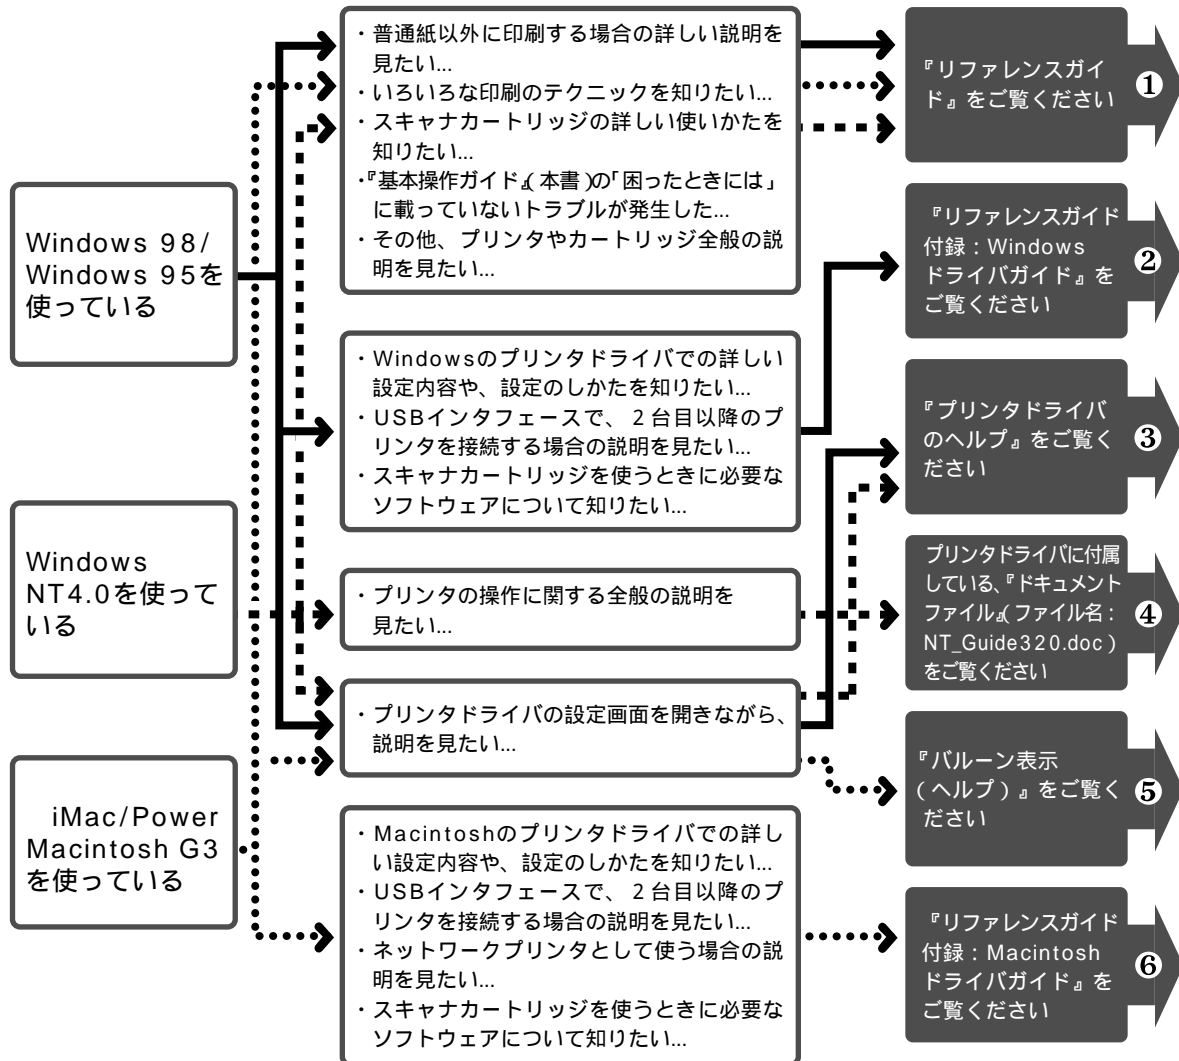 Windows 98/
Windows 95を
使っている
Windows
NT4.0を使って
いる
iMac/Power
Macintosh G3
を使っている
・普通紙以外に印刷する場合の詳しい説明を
見たい...
・いろいろな印刷のテクニックを知りたい...
・スキャナカートリッジの詳しい使いかたを
知りたい...
・『基本操作ガイド』(本書)の「困ったときには」
に載っていないトラブルが発生した...
・その他、プリンタやカートリッジ全般の説
明を見たい...
・Windowsのプリンタドライバでの詳しい
設定内容や、設定のしかたを知りたい...
・USBインタフェースで、2台目以降のプ
リンタを接続する場合の説明を見たい...
・スキャナカートリッジを使うときに必要な
ソフトウェアについて知りたい...
・プリンタの操作に関する全般の説明を
見たい...
・プリンタドライバの設定画面を開きながら、
説明を見たい...
・Macintoshのプリンタドライバでの詳し
い設定内容や、設定のしかたを知りたい...
・USBインタフェースで、2台目以降のプ
リンタを接続する場合の説明を見たい...
・ネットワークプリンタとして使う場合の説
明を見たい...
・スキャナカートリッジを使うときに必要な
ソフトウェアについて知りたい...
『リファレンスガイ
ド』をご覧ください
❶
『リファレンスガイド
付録:Windows
ドライバガイド』を
ご覧ください
❷
『プリンタドライバ
のヘルプ』をご覧く
ださい
❸
プリンタドライバに付属
している、『ドキュメント
ファイル』(ファイル名:
NT_Guide320.doc)
をご覧ください
❹
『バルーン表示
(ヘルプ)』をご覧く
ださい
❺
『リファレンスガイド
付録:Macintosh
ドライバガイド』を
ご覧ください
❻